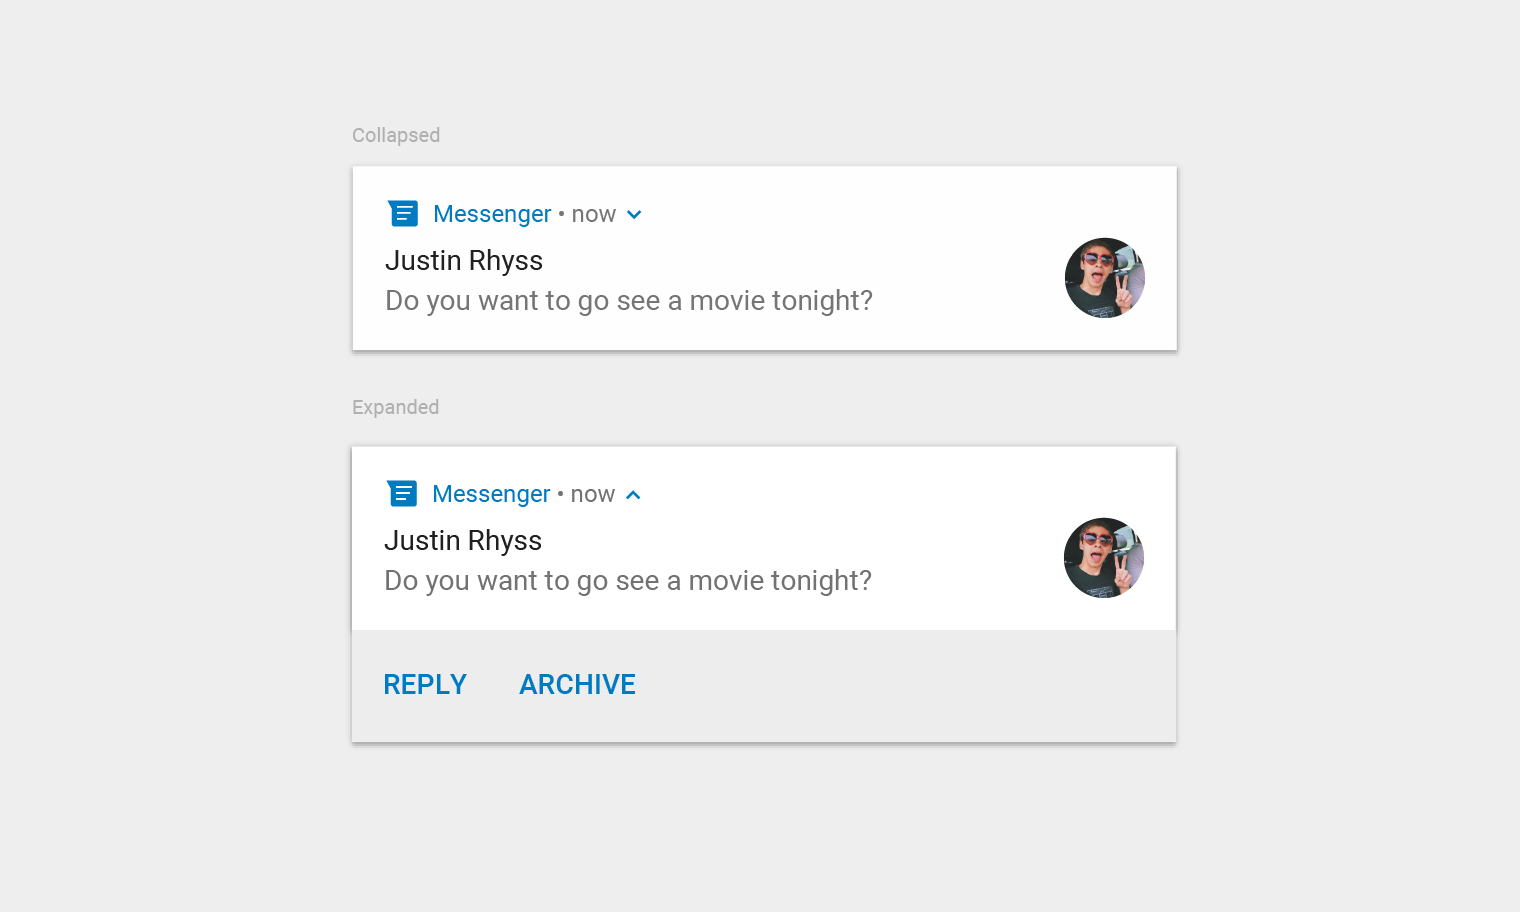 Collapsed
Messenger • now
Justin Rhyss
Do you want to go see a movie tonight?
Expanded
Messenger • now
Justin Rhyss
Do you want to go see a movie tonight?
REPLY ARCHIVE